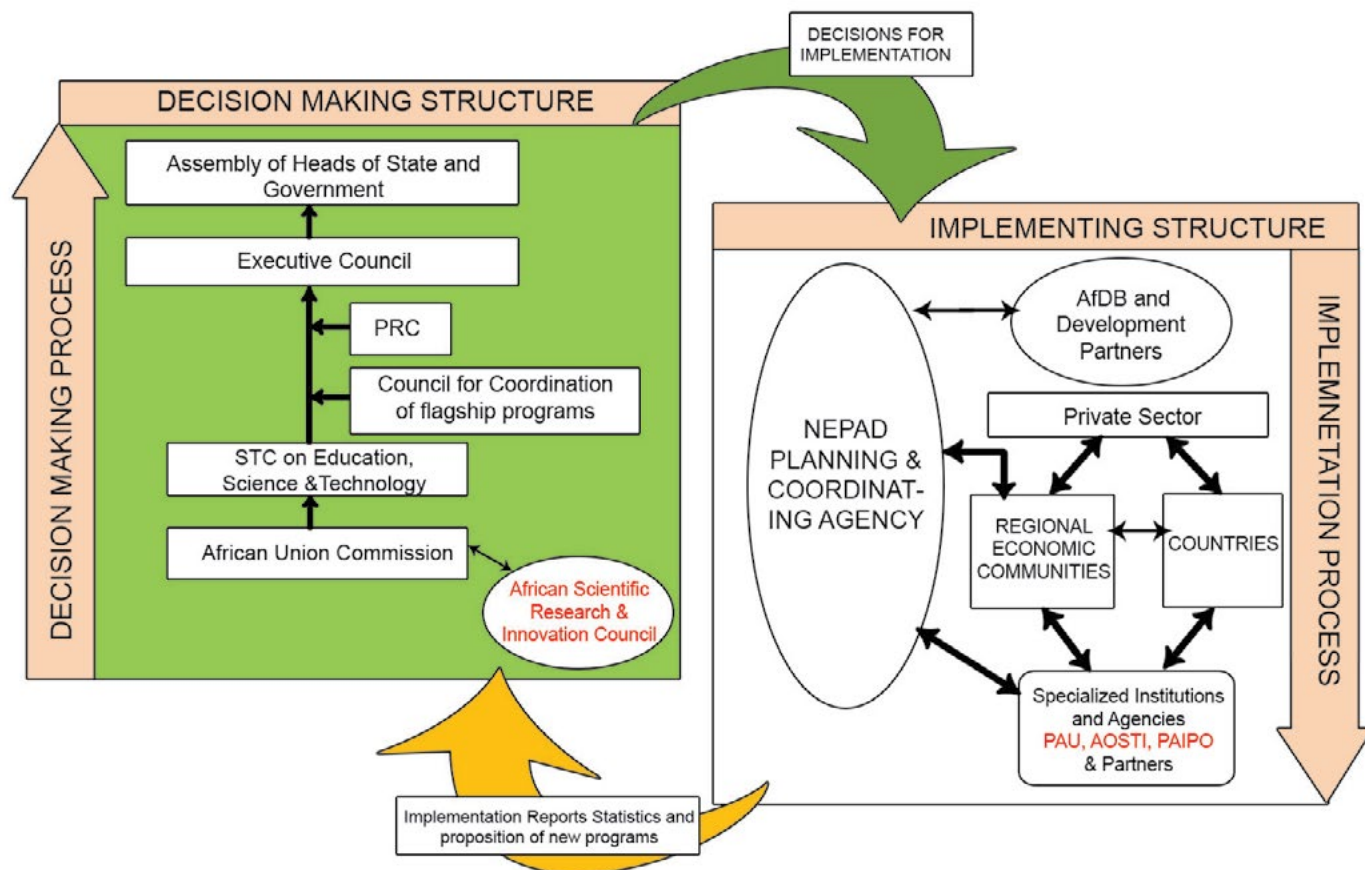 DECISIONS FOR
IMPLEMENTATION
DECISION MAKING STRUCTURE
DECISION MAKING PROCESS
Assembly of Heads of State and
Government
Executive Council
PRC
Council for Coordination
of flagship programs
STC on Education,
Science &Technology
African Union Commission
African Scientific
Research &
Innovation Council
IMPLEMENTING STRUCTURE
IMPLEMNETATION PROCESS
AfDB and
Development
Partners
Private Sector
NEPAD
PLANNING &
COORDINAT-
ING AGENCY
REGIONAL
ECONOMIC
COMMUNITIES
COUNTRIES
Specialized Institutions
and Agencies
PAU, AOSTI, PAIPO
& Partners
Implementation Reports Statistics and
proposition of new programs